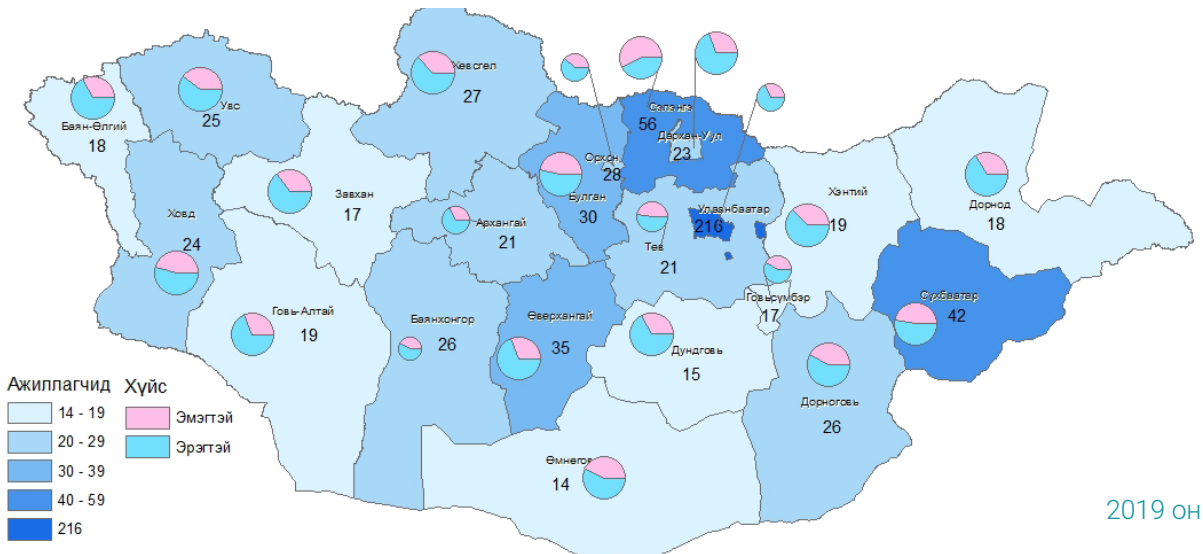 Баян-Өлгий
18
Увс
25
Хөвсгөл
27
Ховд
24
Завхан
17
Говь-Алтай
19
Архангай
21
Баянхонгор
26
Өвөрхангай
35
Булган
30
Орхон
28
Сэлэнгэ
56
Дархан-Уул
23
Улаанбаатар
216
Төв
21
Хэнтий
19
Дорнод
18
Сүхбаатар
42
Говьсүмбэр
17
Дундговь
15
Дорноговь
26
Өмнөговь
14
Ажиллагчид
14 - 19
20 - 29
30 - 39
40 - 59
216
Хүйс
Эмэгтэй
Эрэгтэй
2019 он